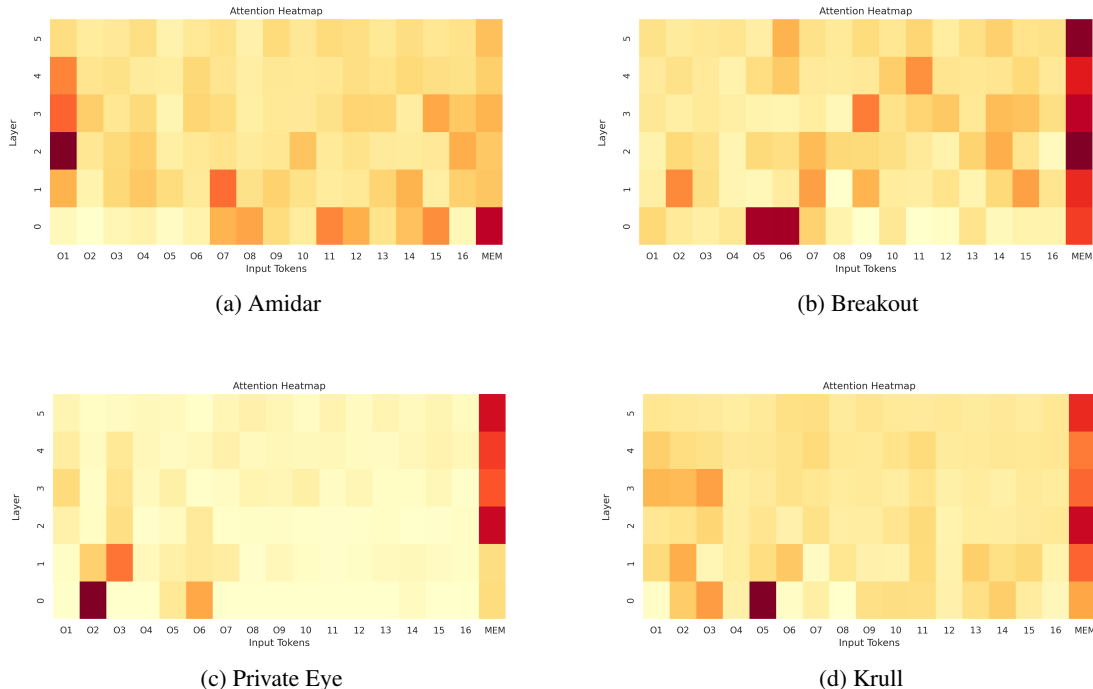 Attention Heatmap
Layer
5
4
3
2
1
0
O1 O2 O3 O4 O5 O6 O7 O8 O9 10 11 12 13 14 15 16 MEM
Input Tokens
(a) Amidar
Attention Heatmap
Layer
5
4
3
2
1
0
O1 O2 O3 O4 O5 O6 O7 O8 O9 10 11 12 13 14 15 16 MEM
Input Tokens
(b) Breakout
Attention Heatmap
Layer
5
4
3
2
1
0
O1 O2 O3 O4 O5 O6 O7 O8 O9 10 11 12 13 14 15 16 MEM
Input Tokens
(c) Private Eye
Attention Heatmap
Layer
5
4
3
2
1
0
O1 O2 O3 O4 O5 O6 O7 O8 O9 10 11 12 13 14 15 16 MEM
Input Tokens
(d) Krull